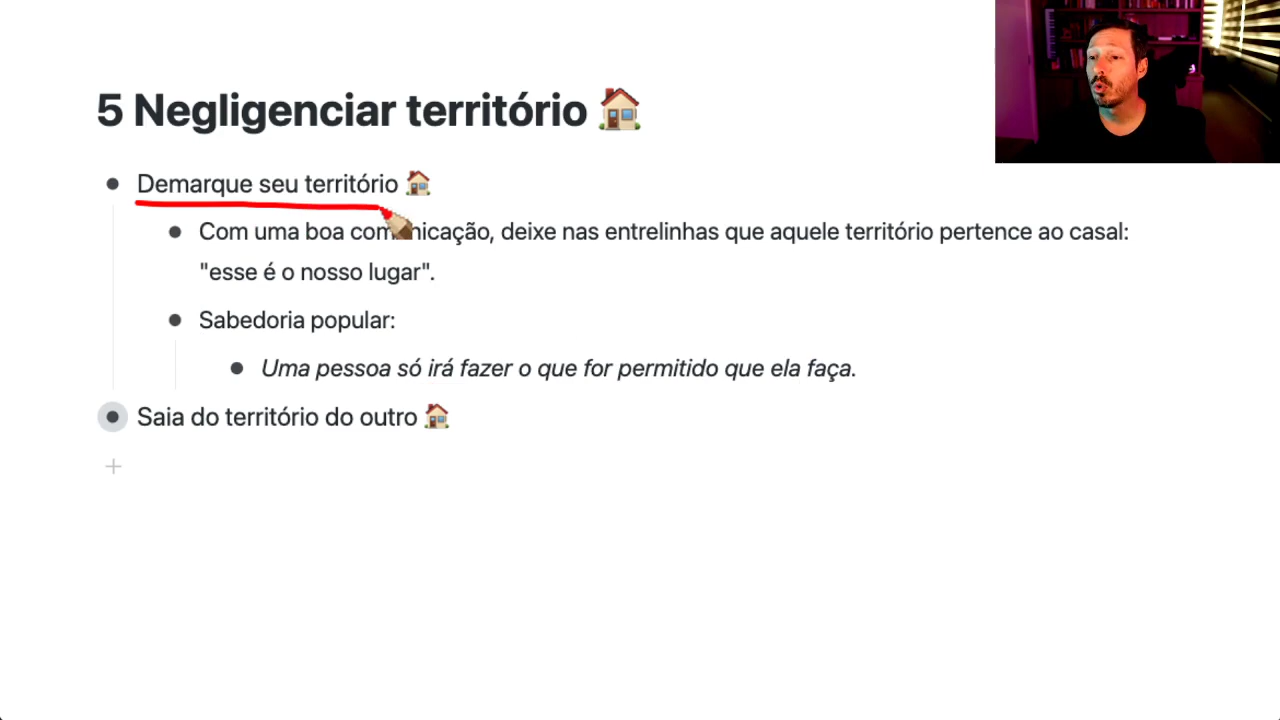 5 Negligenciar território 🏠
Demarque seu território 🏠
Com uma boa comunicação, deixe nas entrelinhas que aquele território pertence ao casal:
"esse é o nosso lugar".
Sabedoria popular:
Uma pessoa só irá fazer o que for permitido que ela faça.
Saia do território do outro 🏠